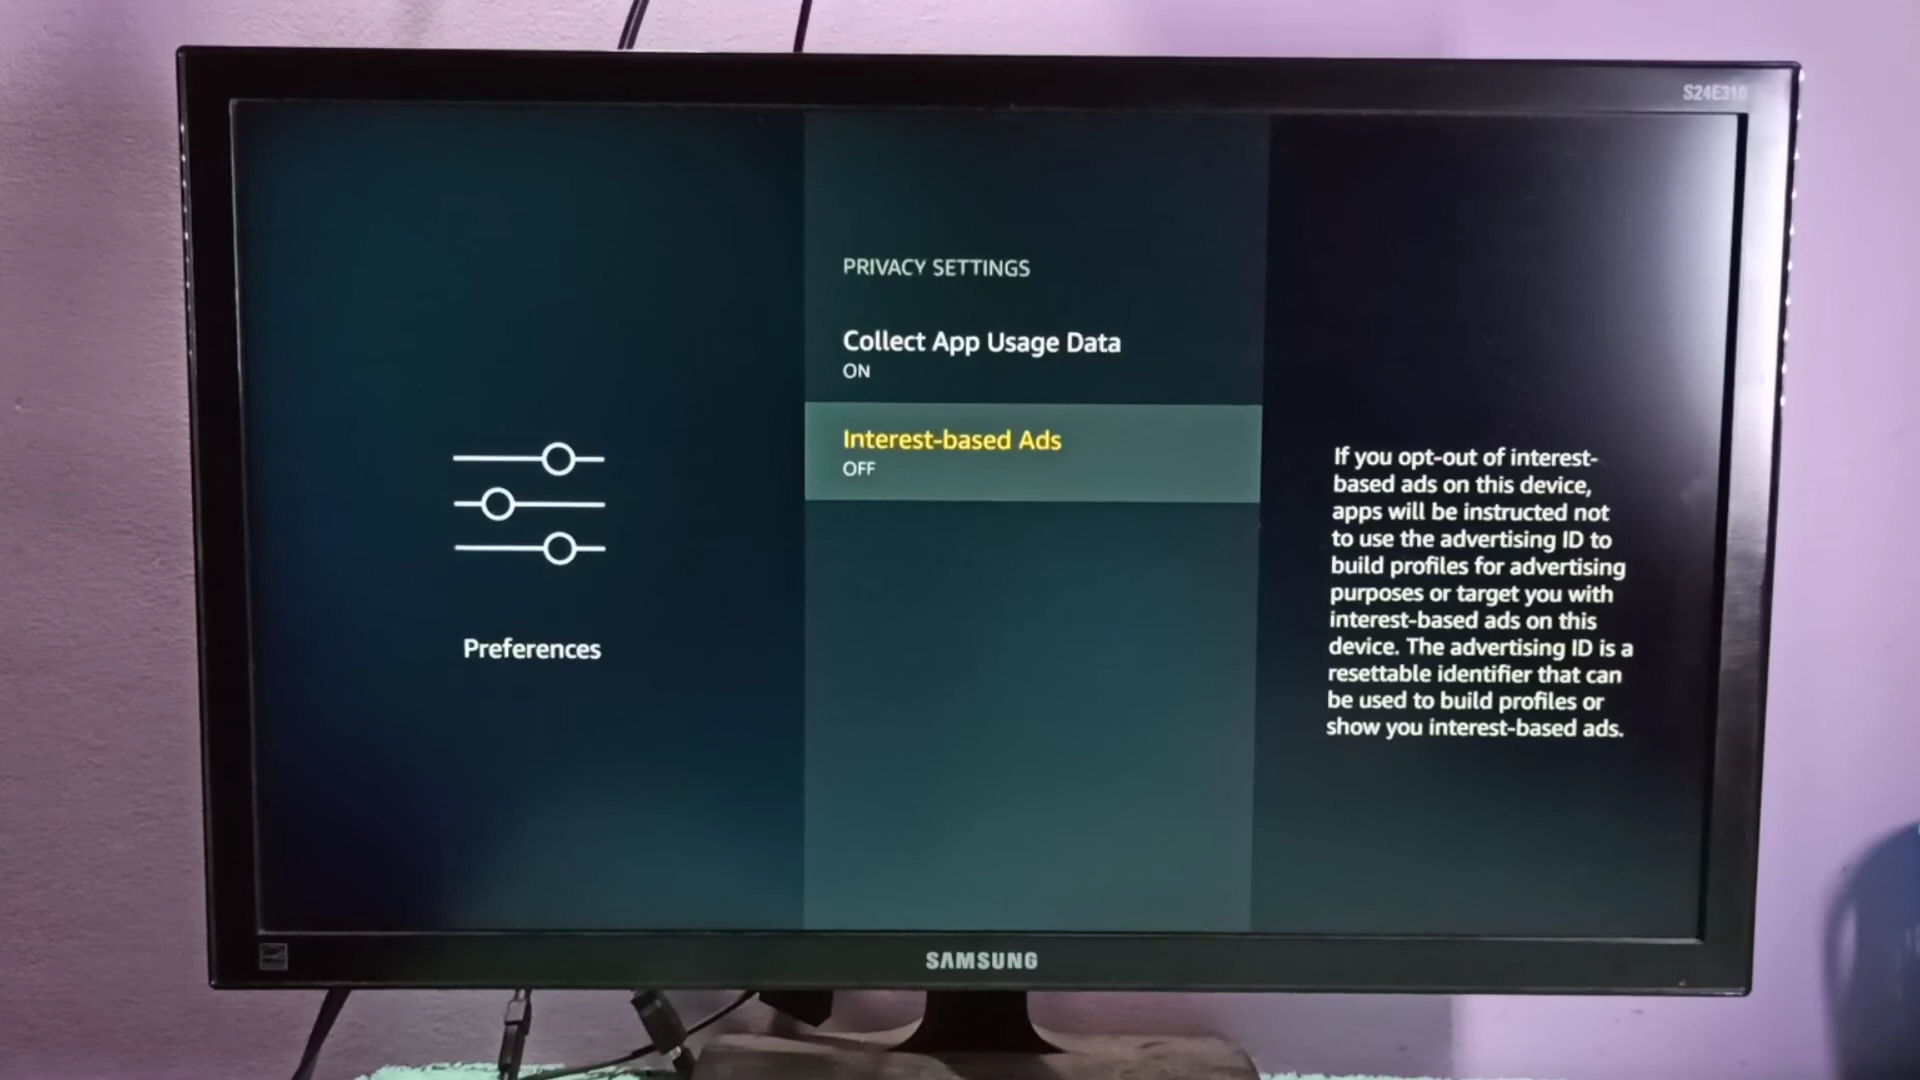 S24E310
PRIVACY SETTINGS
Collect App Usage Data
ON
Interest-based Ads
OFF
Preferences
If you opt-out of interest-
based ads on this device,
apps will be instructed not
to use the advertising ID to
build profiles for advertising
purposes or target you with
interest-based ads on this
device. The advertising ID is a
resettable identifier that can
be used to build profiles or
show you interest-based ads.
SAMSUNG